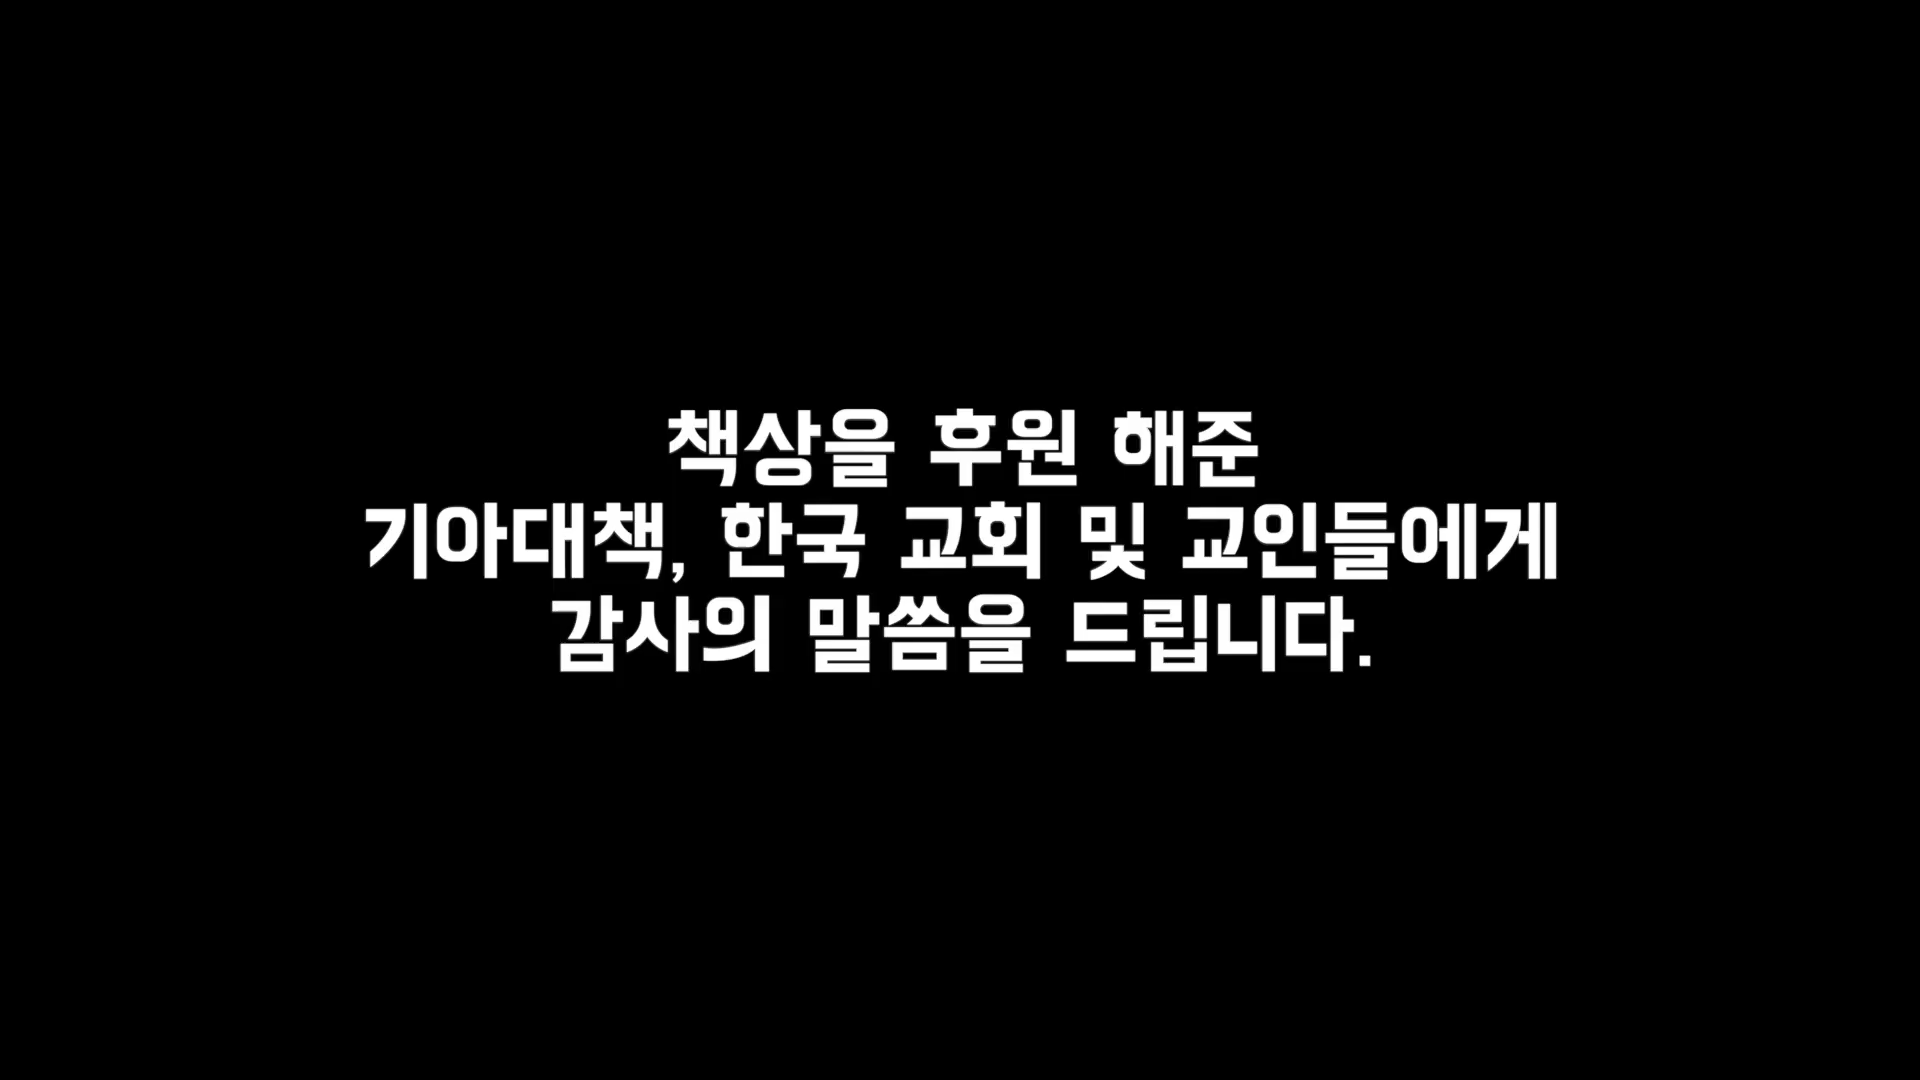 책상을 후원 해준
기아대책, 한국 교회 및 교인들에게
감사의 말씀을 드립니다.